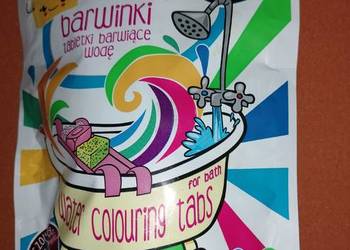 barwinki
tabletki barwiące
wodę
for bath
water colouring tabs